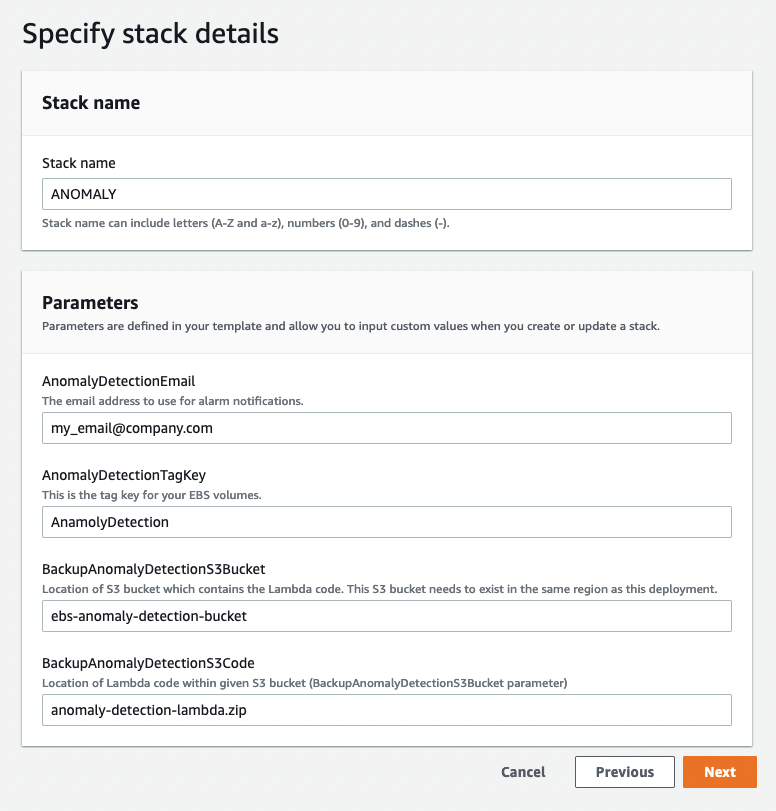 Specify stack details
Stack name
Stack name
ANOMALY
Stack name can include letters (A-Z and a-z), numbers (0-9), and dashes (-).
Parameters
Parameters are defined in your template and allow you to input custom values when you create or update a stack.
AnomalyDetectionEmail
The email address to use for alarm notifications.
my_email@company.com
AnomalyDetectionTagKey
This is the tag key for your EBS volumes.
AnamolyDetection
BackupAnomalyDetectionS3Bucket
Location of S3 bucket which contains the Lambda code. This S3 bucket needs to exist in the same region as this deployment.
ebs-anomaly-detection-bucket
BackupAnomalyDetectionS3Code
Location of Lambda code within given S3 bucket (BackupAnomalyDetectionS3Bucket parameter)
anomaly-detection-lambda.zip
Cancel Previous Next